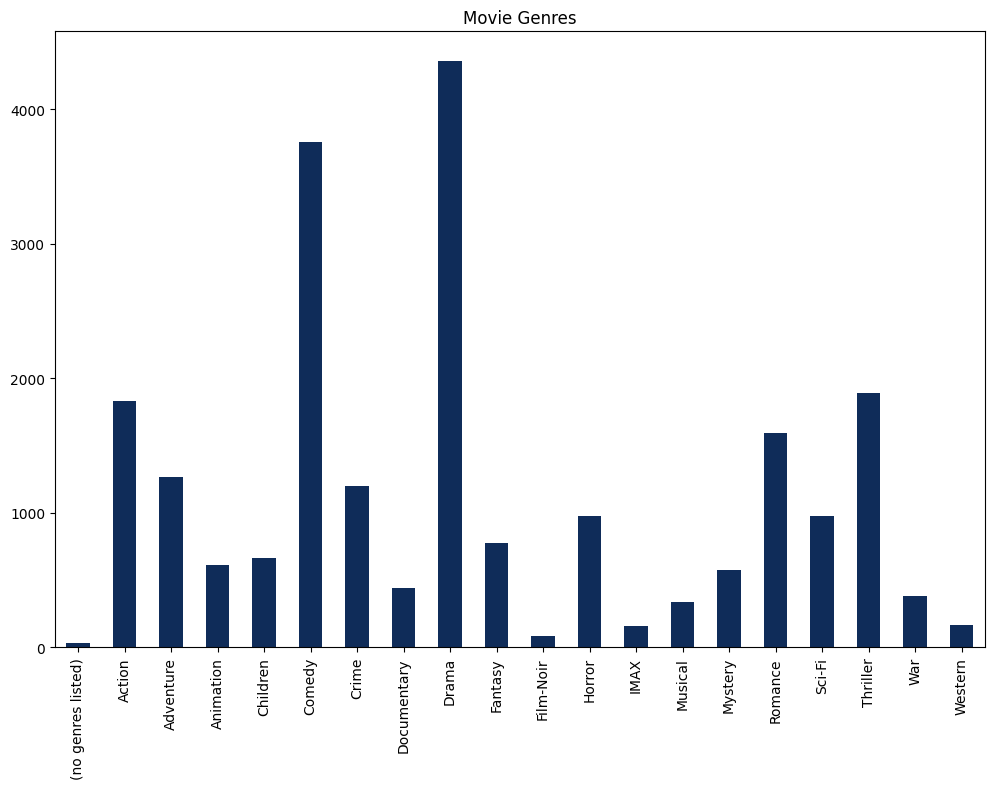 Movie Genres
4000
3000
2000
1000
0
(no genres listed)
Action
Adventure
Animation
Children
Comedy
Crime
Documentary
Drama
Fantasy
Film-Noir
Horror
IMAX
Musical
Mystery
Romance
Sci-Fi
Thriller
War
Western